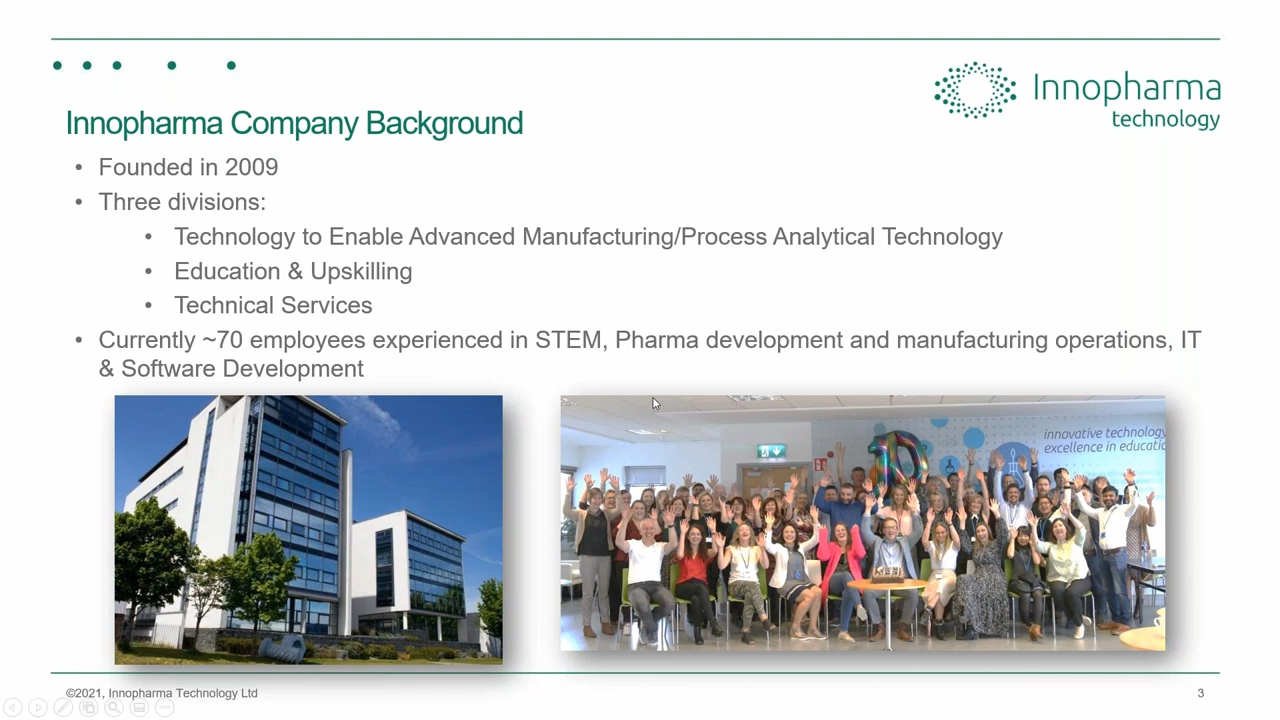 Innopharma
technology
Innopharma Company Background
• Founded in 2009
• Three divisions:
• Technology to Enable Advanced Manufacturing/Process Analytical Technology
• Education & Upskilling
• Technical Services
• Currently ~70 employees experienced in STEM, Pharma development and manufacturing operations, IT
& Software Development
innovative technology
excellence in educatio
©2021, Innopharma Technology Ltd
3